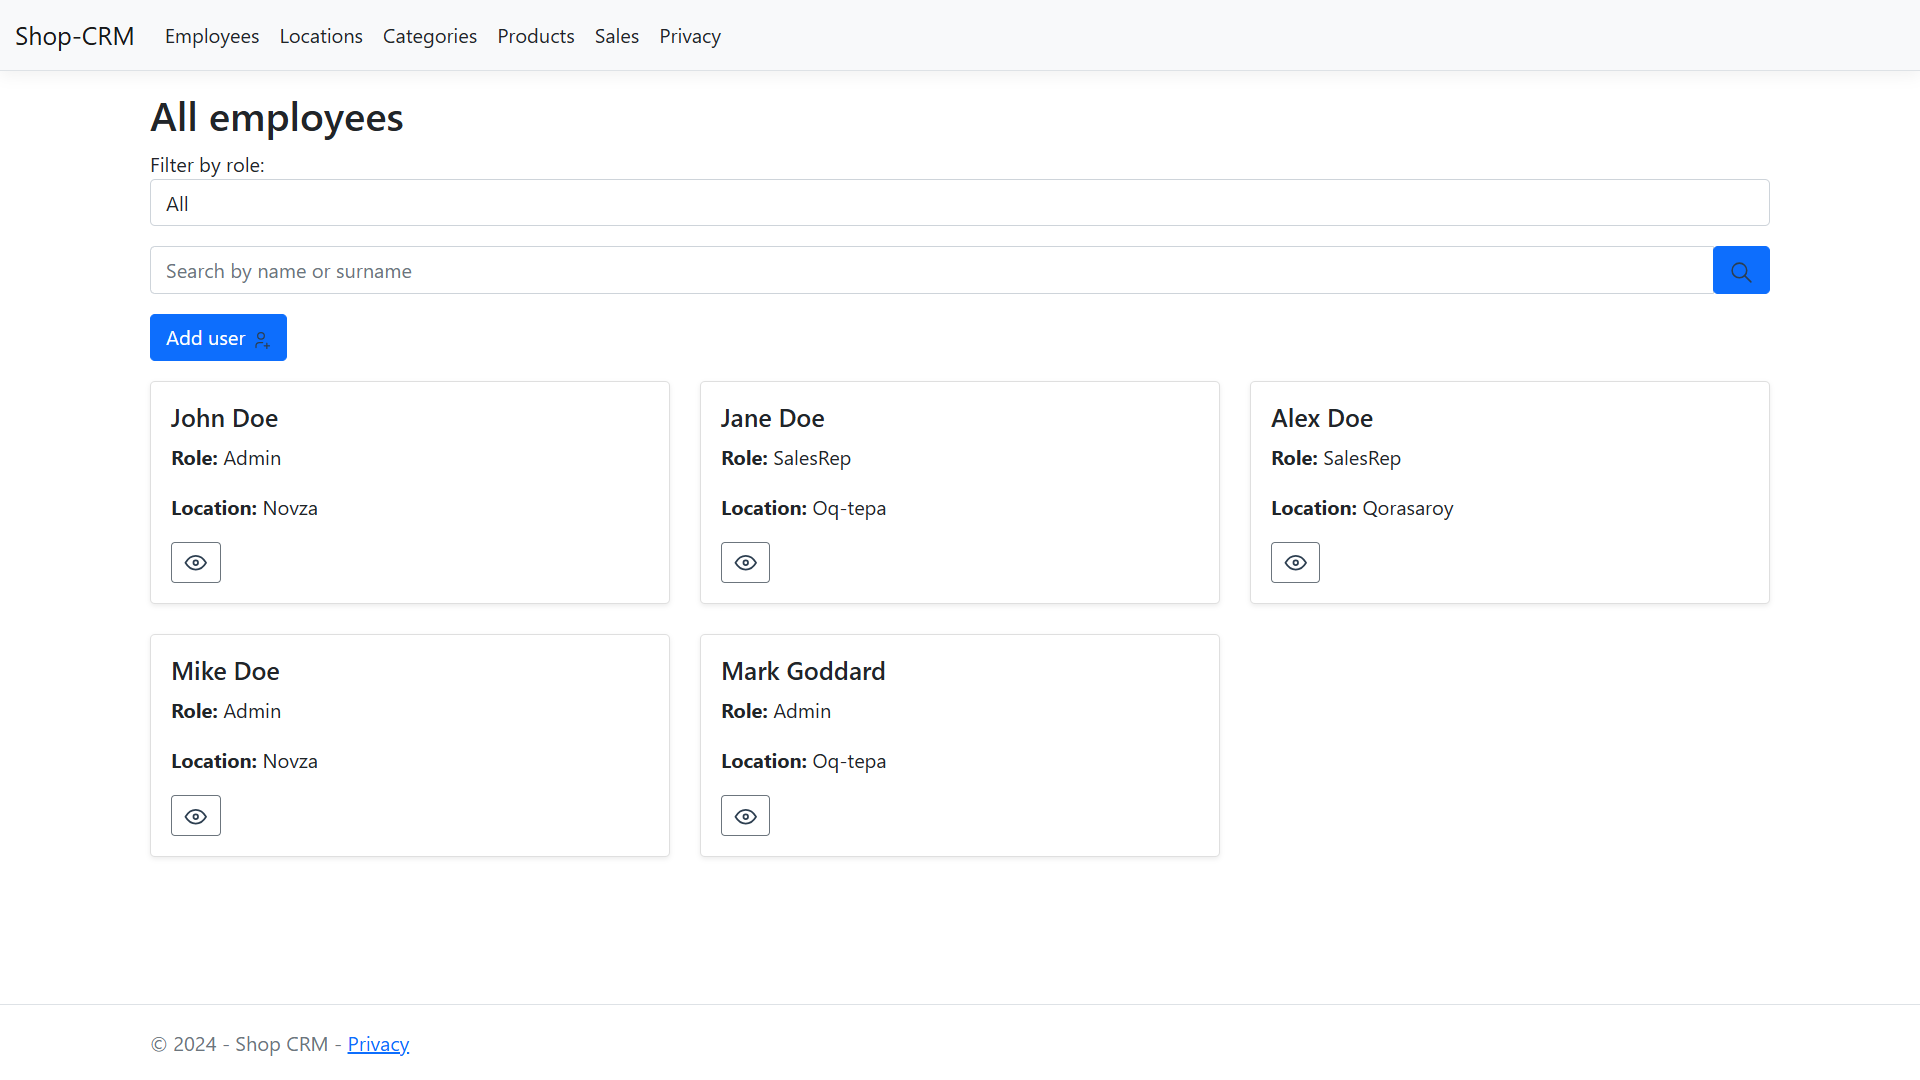 Shop-CRM Employees Locations Categories Products Sales Privacy
All employees
Filter by role:
All
Search by name or surname
Add user
John Doe
Role: Admin
Location: Novza
Jane Doe
Role: SalesRep
Location: Oq-tepa
Alex Doe
Role: SalesRep
Location: Qorasaroy
Mike Doe
Role: Admin
Location: Novza
Mark Goddard
Role: Admin
Location: Oq-tepa
© 2024 - Shop CRM - Privacy